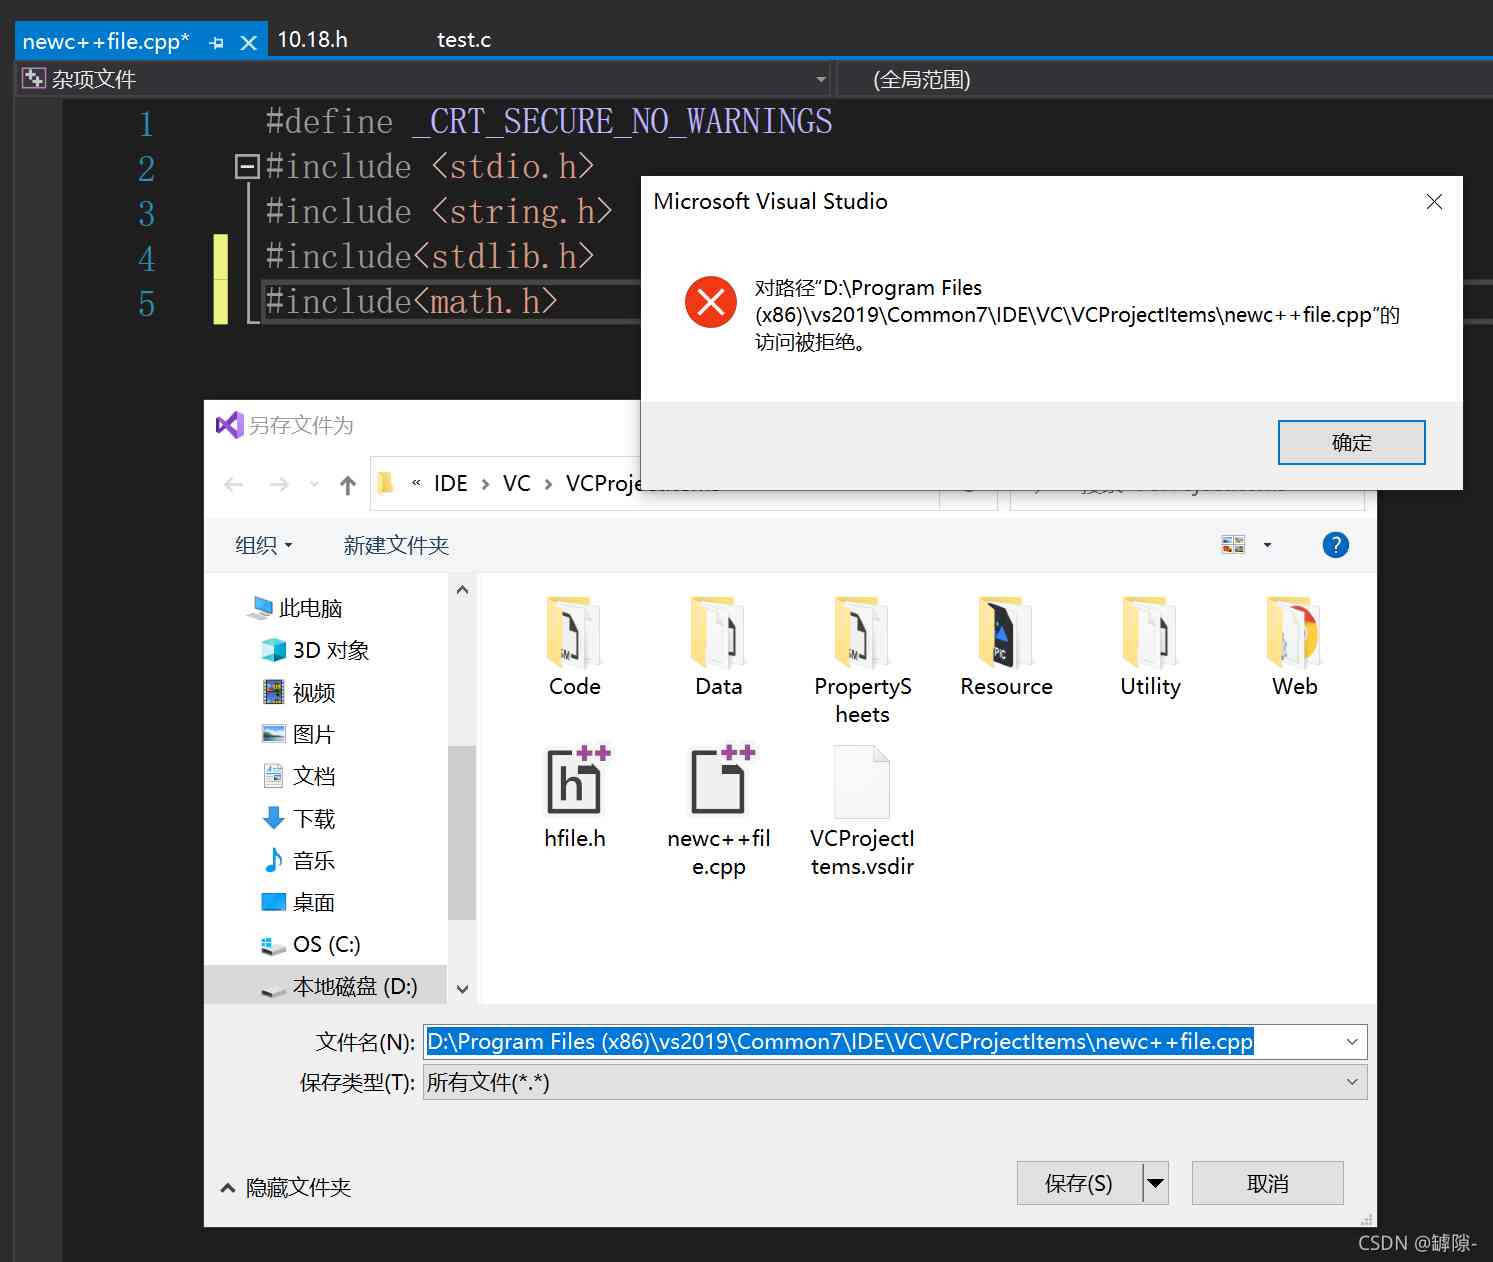 newc++file.cpp*
10.18.h
test.c
杂项文件
(全局范围)
1 #define _CRT_SECURE_NO_WARNINGS
2 #include <stdio.h>
3 #include <string.h>
4 #include<stdlib.h>
5 #include<math.h>
Microsoft Visual Studio
对路径“D:\Program Files
(x86)\vs2019\Common7\IDE\VC\VCProjectItems\newc++file.cpp”的
访问被拒绝。
确定
另存文件为
« IDE › VC ›
组织
新建文件夹
此电脑
3D 对象
视频
图片
文档
下载
音乐
桌面
OS (C:)
本地磁盘 (D:)
Code
Data
PropertyS
heets
Resource
Utility
Web
hfile.h
newc++fil
e.cpp
VCProjectI
tems.vsdir
文件名(N):
D:\Program Files (x86)\vs2019\Common7\IDE\VC\VCProjectItems\newc++file.cpp
保存类型(T):
所有文件(*.*)
隐藏文件夹
保存(S)
取消
CSDN @罅隙-